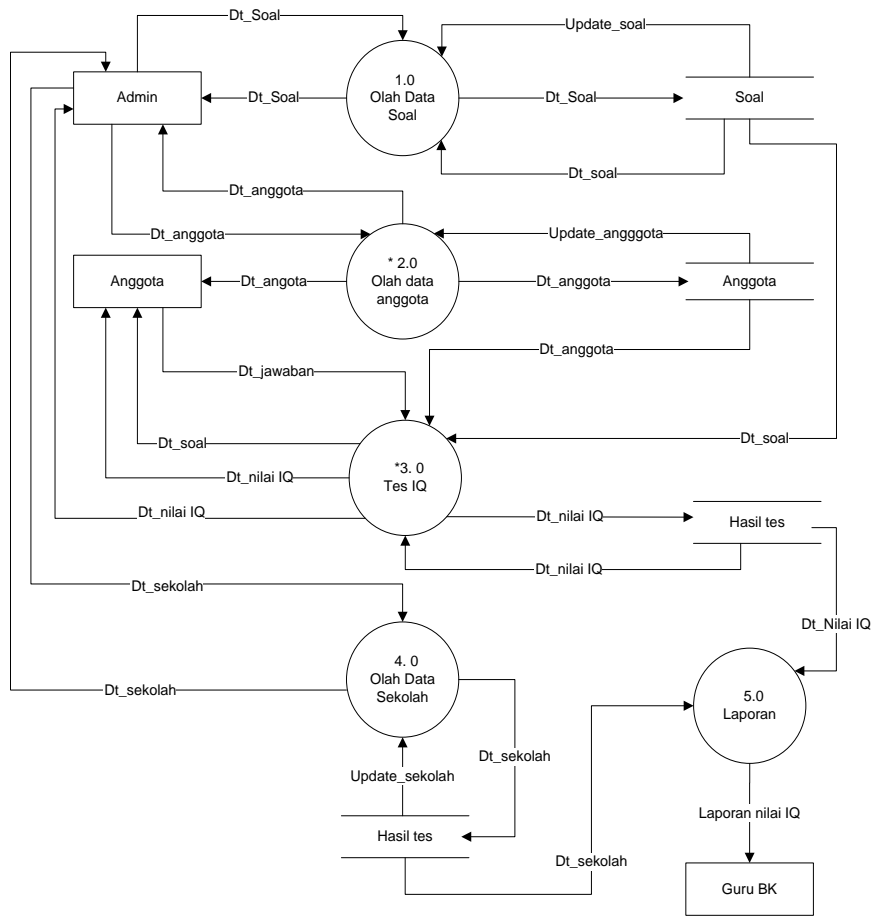 Dt_Soal
Update_soal
Admin
Dt_Soal
1.0
Olah Data
Soal
Dt_Soal
Soal
Dt_soal
Dt_anggota
Dt_anggota
Update_angggota
Anggota
Dt_angota
* 2.0
Olah data
anggota
Dt_anggota
Anggota
Dt_anggota
Dt_jawaban
Dt_soal
Dt_soal
*3. 0
Tes IQ
Dt_nilai IQ
Dt_nilai IQ
Dt_nilai IQ
Hasil tes
Dt_nilai IQ
Dt_sekolah
Dt_Nilai IQ
4. 0
Olah Data
Sekolah
Dt_sekolah
5.0
Laporan
Dt_sekolah
Update_sekolah
Laporan nilai IQ
Hasil tes
Dt_sekolah
Guru BK